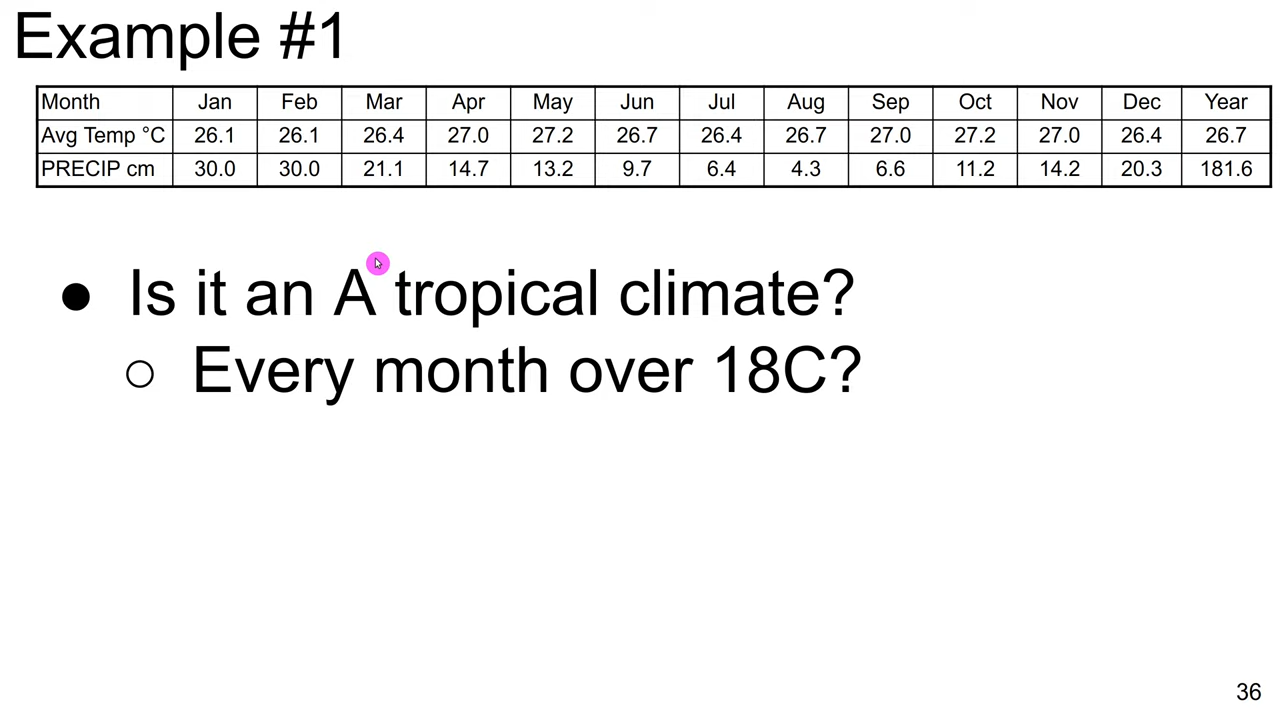 Example #1
Month Jan Feb Mar Apr May Jun Jul Aug Sep Oct Nov Dec Year
Avg Temp °C 26.1 26.1 26.4 27.0 27.2 26.7 26.4 26.7 27.0 27.2 27.0 26.4 26.7
PRECIP cm 30.0 30.0 21.1 14.7 13.2 9.7 6.4 4.3 6.6 11.2 14.2 20.3 181.6
● Is it an A tropical climate?
○ Every month over 18C?
36